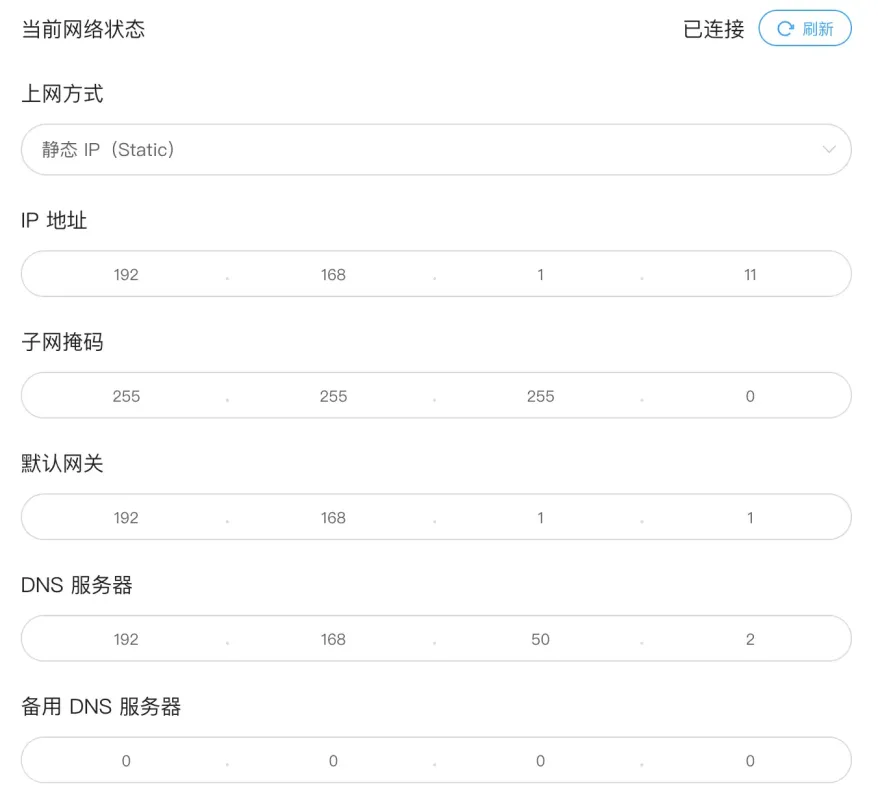 当前网络状态 已连接 刷新
上网方式
静态 IP（Static）
IP 地址
192 . 168 . 1 . 11
子网掩码
255 . 255 . 255 . 0
默认网关
192 . 168 . 1 . 1
DNS 服务器
192 . 168 . 50 . 2
备用 DNS 服务器
0 . 0 . 0 . 0